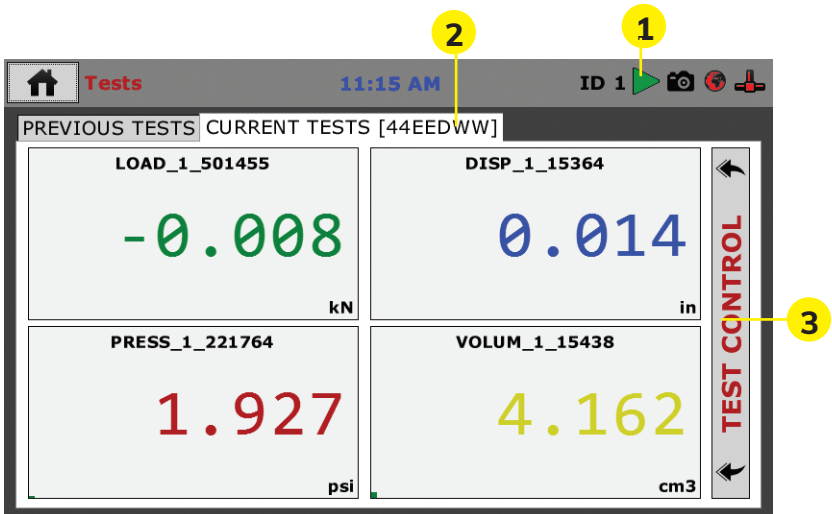 2
1
Tests
11:15 AM
ID 1
PREVIOUS TESTS
CURRENT TESTS [44EEDWW]
LOAD_1_501455
-0.008
kN
DISP_1_15364
0.014
in
TEST CONTROL
3
PRESS_1_221764
1.927
psi
VOLUM_1_15438
4.162
cm3